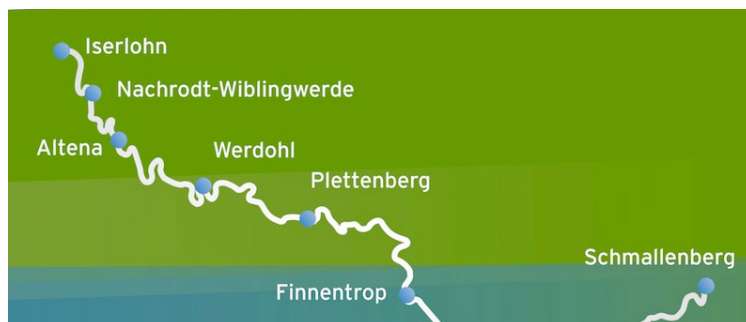 Iserlohn
Nachrodt-Wiblingwerde
Altena
Werdohl
Plettenberg
Schmallenberg
Finnentrop